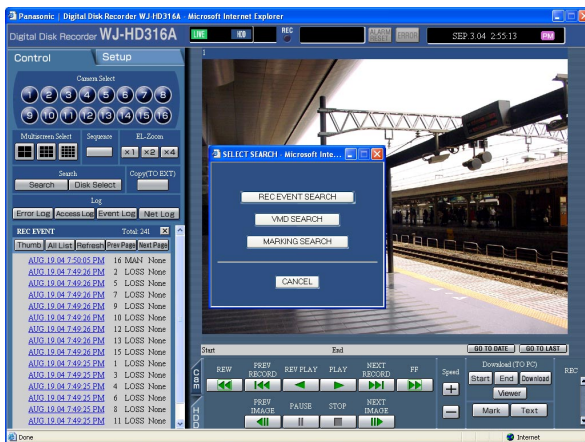 Panasonic | Digital Disk Recorder WJ-HD316A - Microsoft Internet Explorer
Digital Disk Recorder WJ-HD316A
LIVE HDD REC ALARM RESET ERROR SEP. 3.04 2:55:13 PM
Control Setup
1
Camera Select
1 2 3 4 5 6 7 8
9 10 11 12 13 14 15 16
Multiscreen Select Sequence EL-Zoom
×1 ×2 ×4
Search Copy(TO EXT)
Search Disk Select
Log
Error Log Access Log Event Log Net Log
REC EVENT Total: 241
Thumb All List Refresh Prev Page Next Page
AUG.19.04 7:50:05 PM 16 MAN None
AUG.19.04 7:49:26 PM 2 LOSS None
AUG.19.04 7:49:26 PM 5 LOSS None
AUG.19.04 7:49:26 PM 7 LOSS None
AUG.19.04 7:49:26 PM 9 LOSS None
AUG.19.04 7:49:26 PM 10 LOSS None
AUG.19.04 7:49:26 PM 12 LOSS None
AUG.19.04 7:49:26 PM 13 LOSS None
AUG.19.04 7:49:26 PM 15 LOSS None
AUG.19.04 7:49:25 PM 1 LOSS None
AUG.19.04 7:49:25 PM 3 LOSS None
AUG.19.04 7:49:25 PM 4 LOSS None
AUG.19.04 7:49:25 PM 6 LOSS None
AUG.19.04 7:49:25 PM 8 LOSS None
AUG.19.04 7:49:25 PM 11 LOSS None
SELECT SEARCH - Microsoft Inte...
REC EVENT SEARCH
VMD SEARCH
MARKING SEARCH
CANCEL
Start End GO TO DATE GO TO LAST
Cam
HDD
REW PREV RECORD REV PLAY PLAY NEXT RECORD FF
PREV IMAGE PAUSE STOP NEXT IMAGE
Speed
Download (TO PC)
Start End Download
Viewer
Mark Text
REC
Done Internet